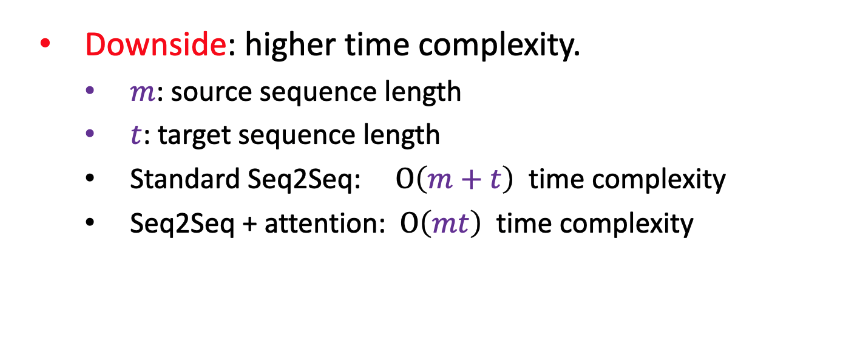 • Downside: higher time complexity.
• m: source sequence length
• t: target sequence length
• Standard Seq2Seq: O(m + t) time complexity
• Seq2Seq + attention: O(mt) time complexity